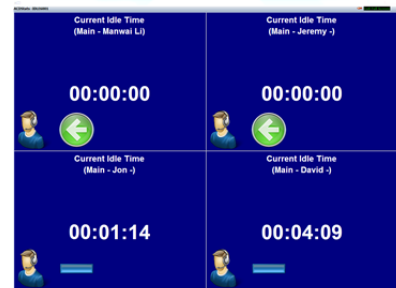 Current Idle Time
(Main - Manwai Li)
00:00:00
Current Idle Time
(Main - Jeremy -)
00:00:00
Current Idle Time
(Main - Jon -)
00:01:14
Current Idle Time
(Main - David -)
00:04:09